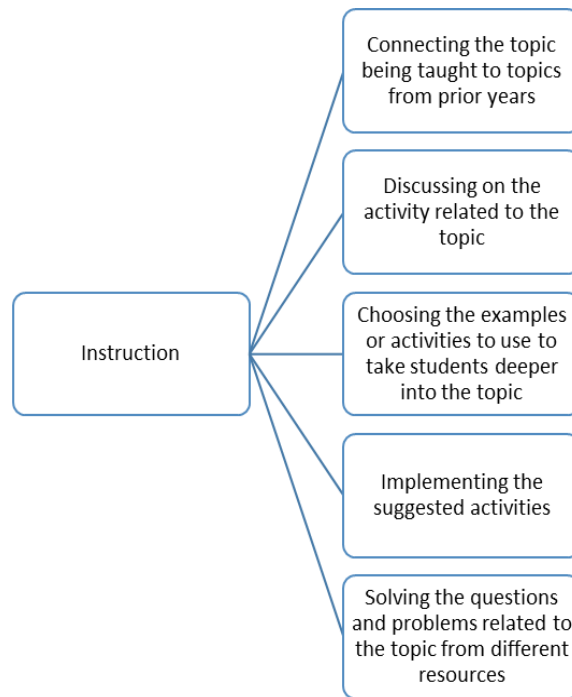 Connecting the topic
being taught to topics
from prior years
Discussing on the
activity related to the
topic
Instruction
Choosing the examples
or activities to use to
take students deeper
into the topic
Implementing the
suggested activities
Solving the questions
and problems related to
the topic from different
resources